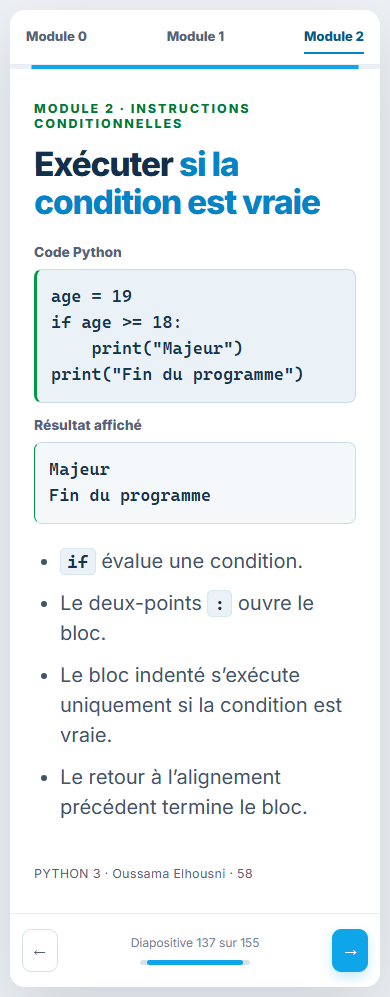 Module 0
Module 1
Module 2
MODULE 2 · INSTRUCTIONS
CONDITIONNELLES
Exécuter si la
condition est vraie
Code Python
age = 19
if age >= 18:
    print("Majeur")
print("Fin du programme")
Résultat affiché
Majeur
Fin du programme
• if évalue une condition.
• Le deux-points : ouvre le
bloc.
• Le bloc indenté s’exécute
uniquement si la condition est
vraie.
• Le retour à l’alignement
précédent termine le bloc.
PYTHON 3 · Oussama Elhousni · 58
←
Diapositive 137 sur 155
→